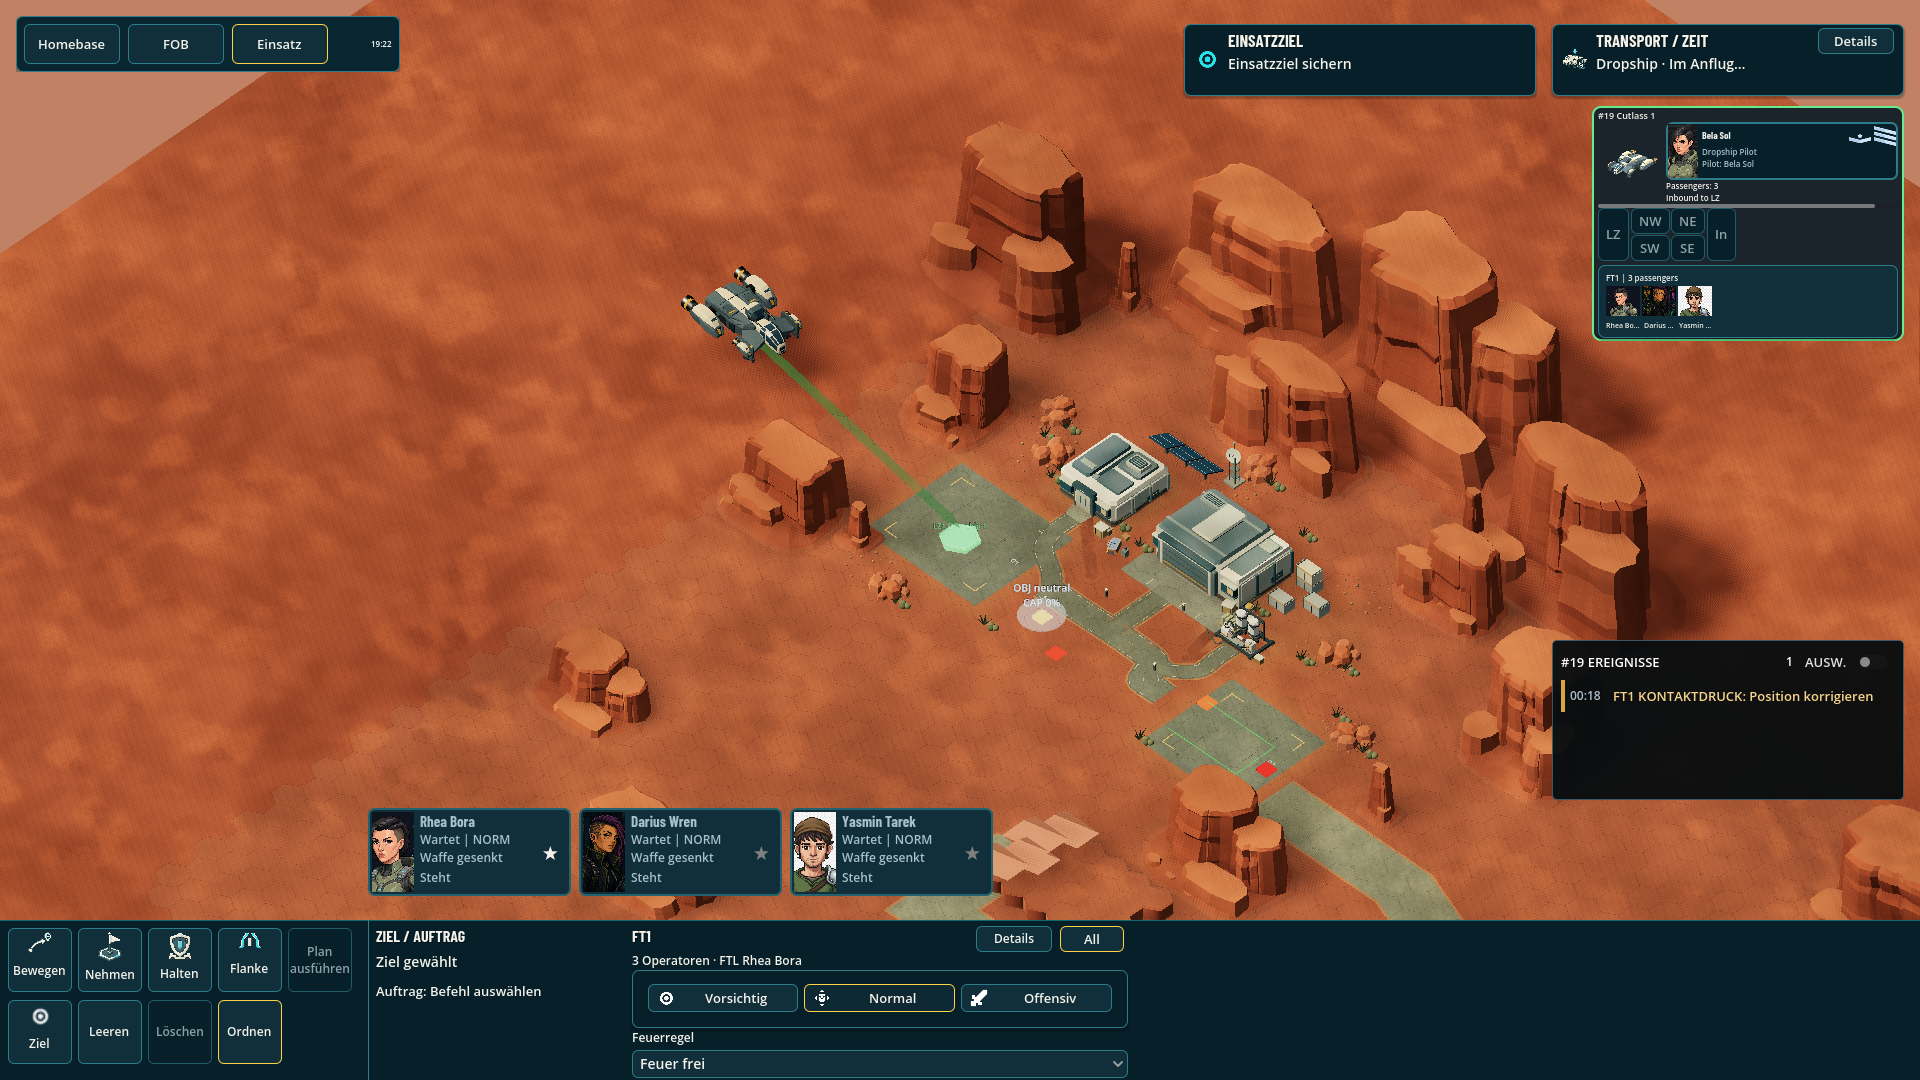 Homebase
FOB
Einsatz
19:22
EINSATZZIEL
Einsatzziel sichern
TRANSPORT / ZEIT
Dropship · Im Anflug...
Details
#19 Cutlass 1
Bela Sol
Dropship Pilot
Pilot: Bela Sol
Passengers: 3
Inbound to LZ
LZ
NW
NE
SW
SE
In
FT1 | 3 passengers
Rhea Bo...
Darius ...
Yasmin ...
OBJ neutral
CAP 0%
#19 EREIGNISSE
1
AUSW.
00:18
FT1 KONTAKTDRUCK: Position korrigieren
Rhea Bora
Wartet | NORM
Waffe gesenkt
Steht
Darius Wren
Wartet | NORM
Waffe gesenkt
Steht
Yasmin Tarek
Wartet | NORM
Waffe gesenkt
Steht
Bewegen
Nehmen
Halten
Flanke
Plan
ausführen
Ziel
Leeren
Löschen
Ordnen
ZIEL / AUFTRAG
Ziel gewählt
Auftrag: Befehl auswählen
FT1
Details
All
3 Operatoren · FTL Rhea Bora
Vorsichtig
Normal
Offensiv
Feuerregel
Feuer frei